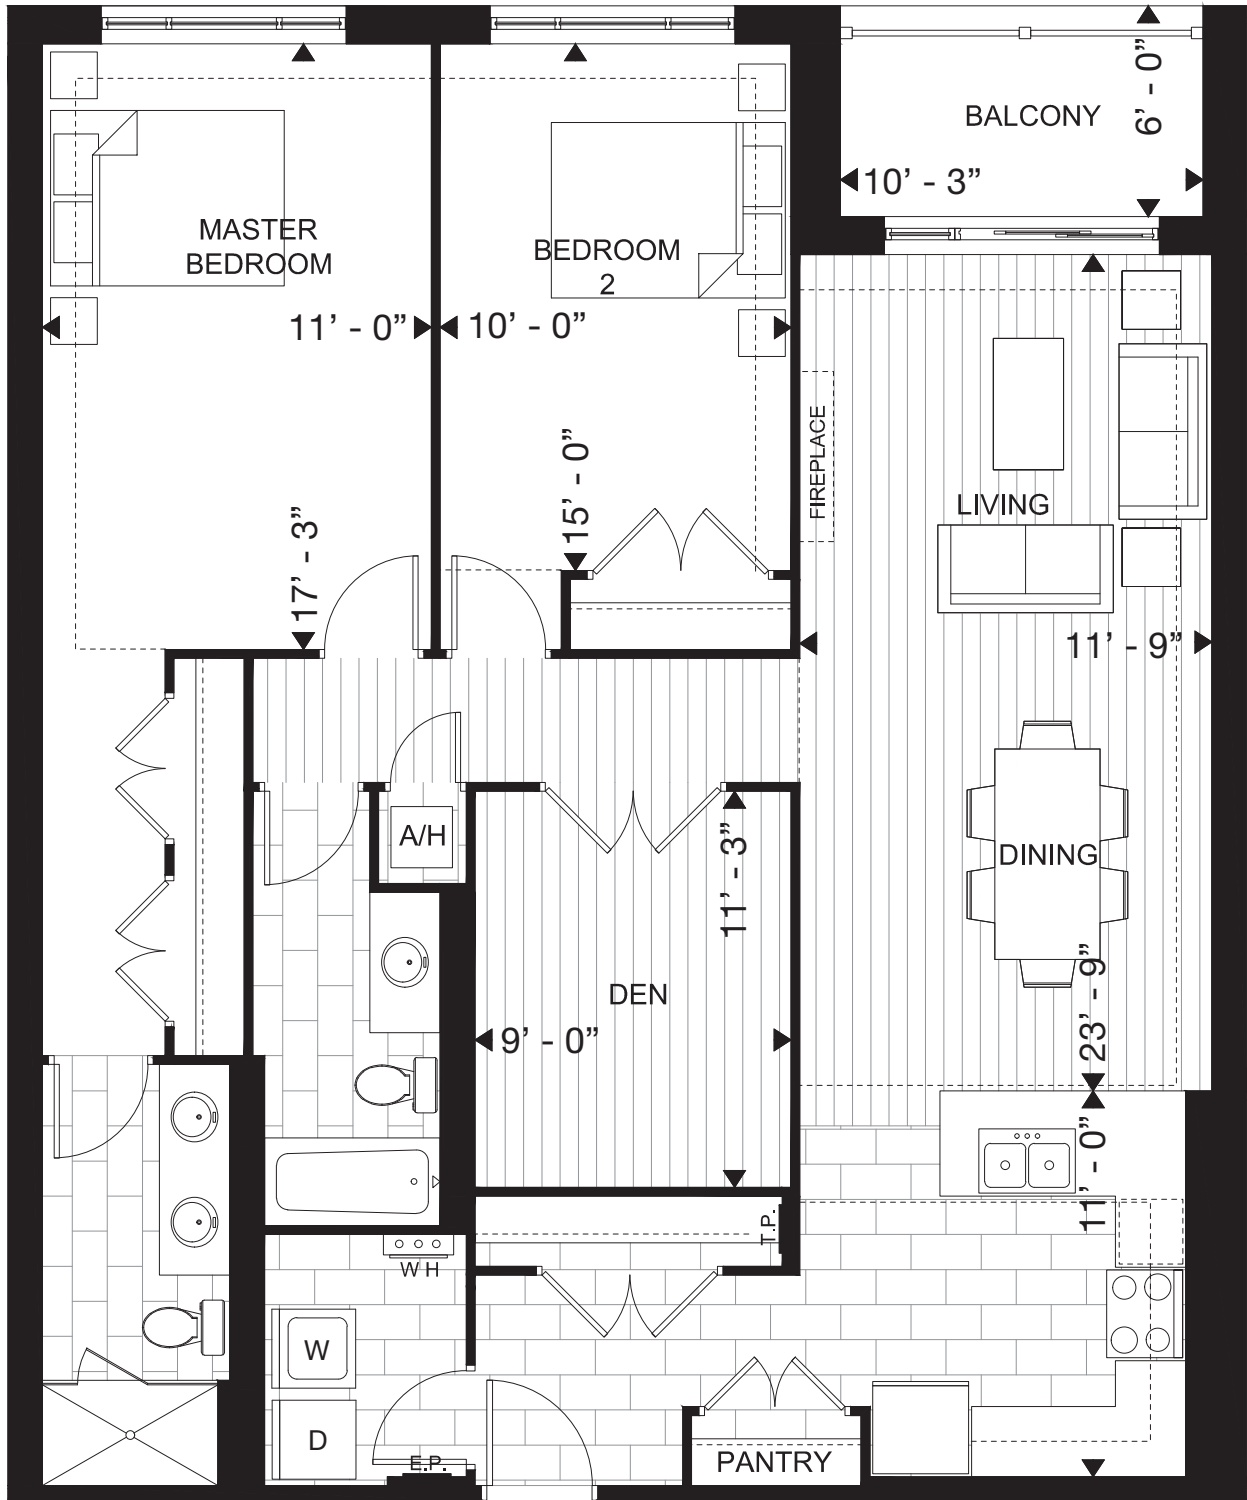 6’ - 0”
BALCONY
10’ - 3”
MASTER
BEDROOM
BEDROOM
2
11’ - 0”
10’ - 0”
FIREPLACE
15’ - 0”
LIVING
17’ - 3”
11’ - 9”
A/H
11’ - 3”
DINING
DEN
23’ - 9”
9’ - 0”
11’ - 0”
T.P.
WH
W
D
E.P.
PANTRY